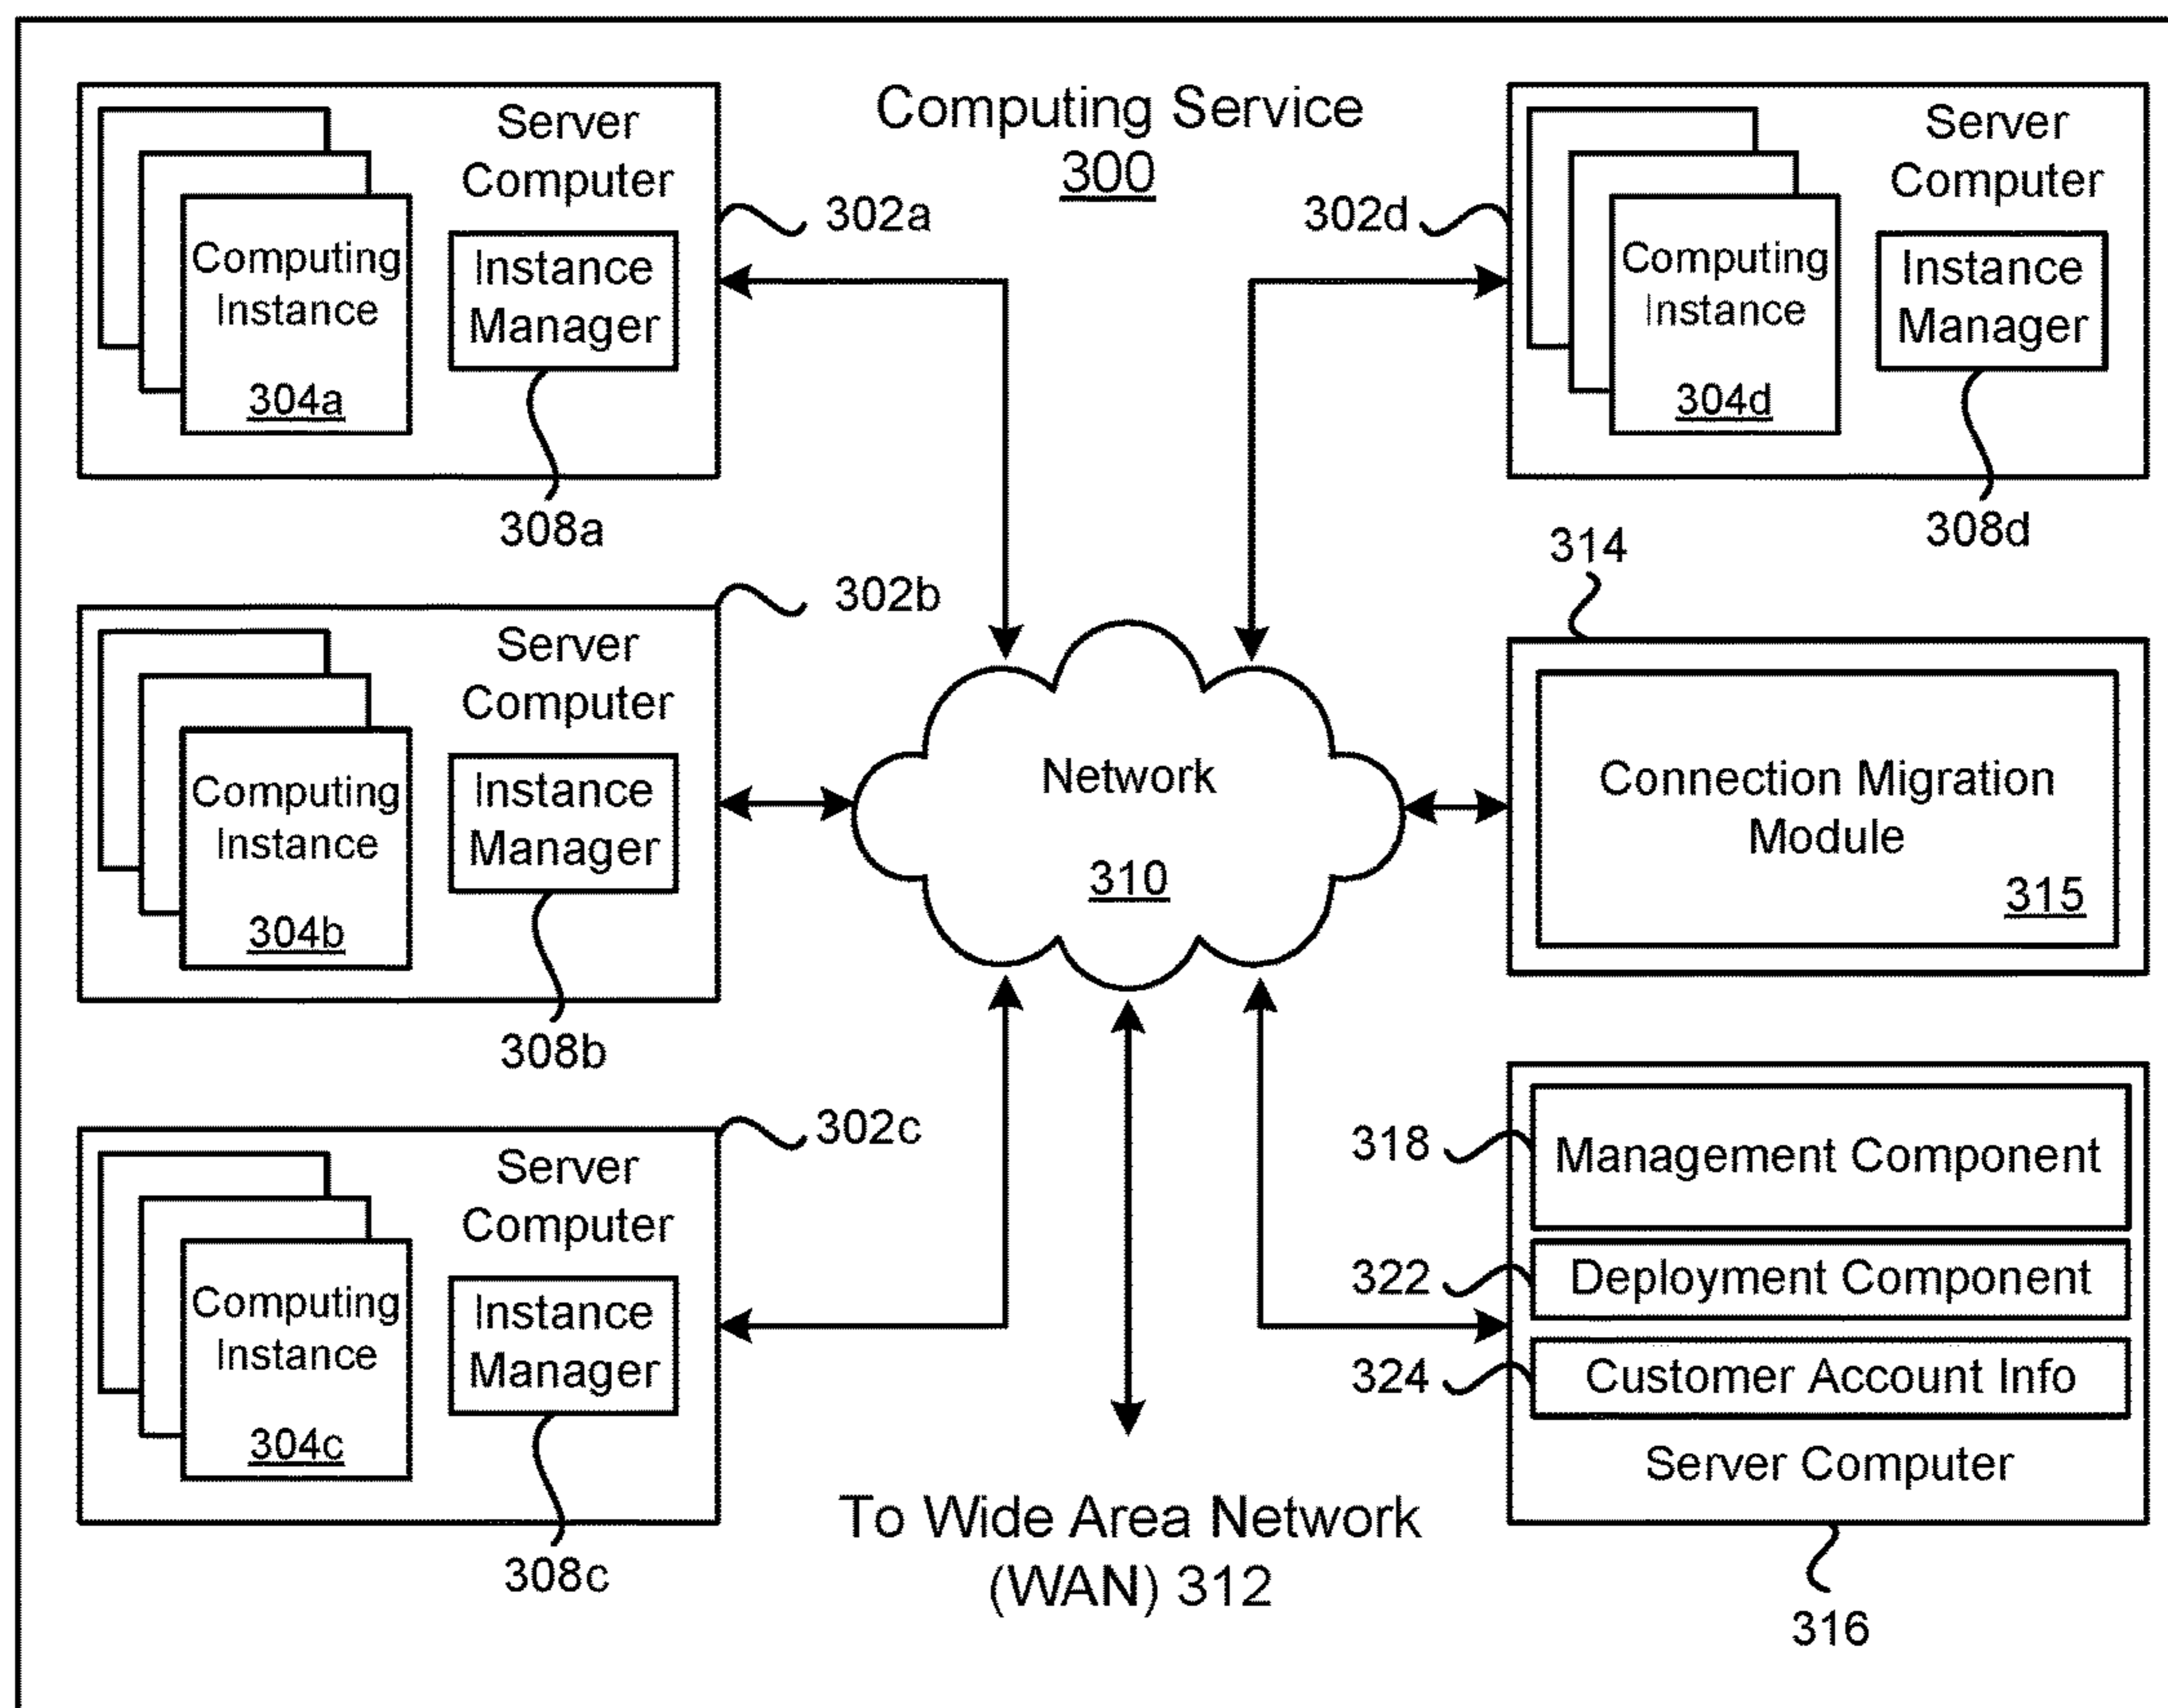 Computing Service
300
Server
Computer
302a
Computing
Instance
304a
Instance
Manager
308a
302d
Server
Computer
Computing
Instance
304d
Instance
Manager
308d
302b
Server
Computer
Computing
Instance
304b
Instance
Manager
308b
Network
310
314
Connection Migration
Module
315
302c
Server
Computer
Computing
Instance
304c
Instance
Manager
308c
To Wide Area Network
(WAN) 312
318
Management Component
322
Deployment Component
324
Customer Account Info
Server Computer
316